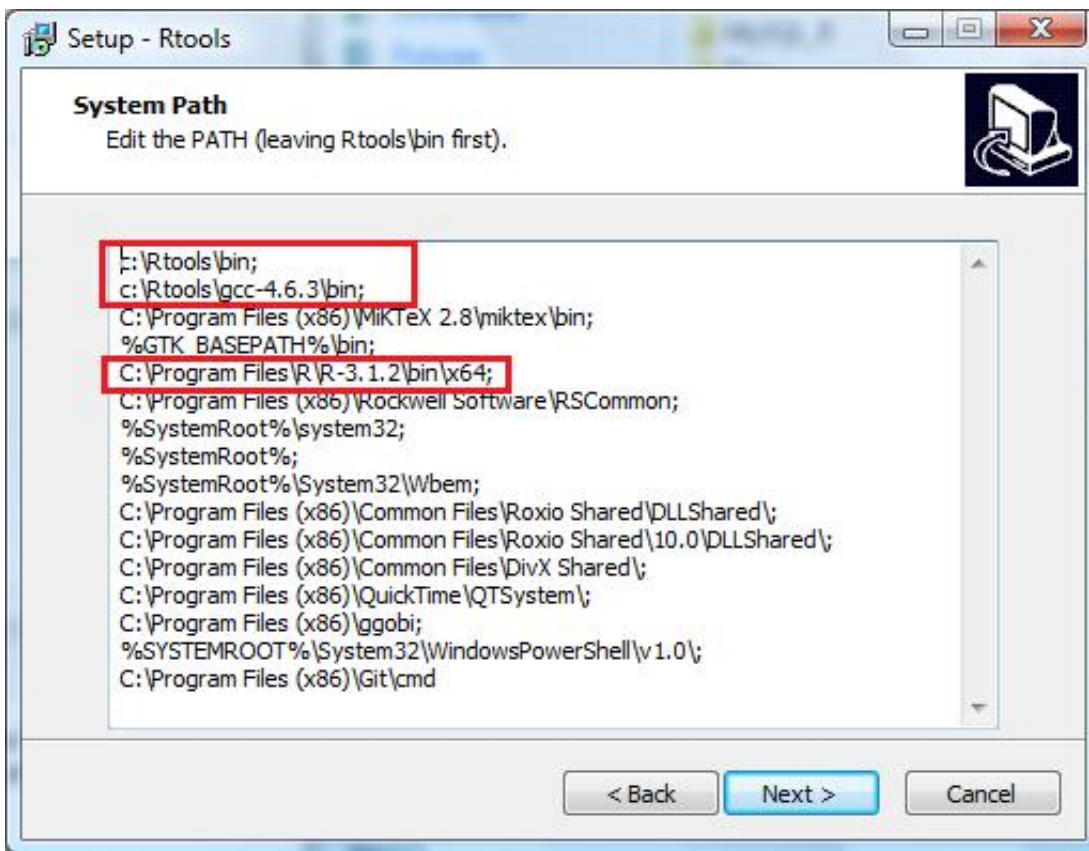 Setup - Rtools
System Path
Edit the PATH (leaving Rtools\bin first).
c:\Rtools\bin;
c:\Rtools\gcc-4.6.3\bin;
C:\Program Files (x86)\MiKTeX 2.8\miktex\bin;
%GTK_BASEPATH%\bin;
C:\Program Files\R\R-3.1.2\bin\x64;
C:\Program Files (x86)\Rockwell Software\RSCommon;
%SystemRoot%\system32;
%SystemRoot%;
%SystemRoot%\System32\Wbem;
C:\Program Files (x86)\Common Files\Roxio Shared\DLLShared\;
C:\Program Files (x86)\Common Files\Roxio Shared\10.0\DLLShared\;
C:\Program Files (x86)\Common Files\DivX Shared\;
C:\Program Files (x86)\QuickTime\QTSystem\;
C:\Program Files (x86)\ggobi;
%SYSTEMROOT%\System32\WindowsPowerShell\v1.0\;
C:\Program Files (x86)\Git\cmd
< Back Next > Cancel